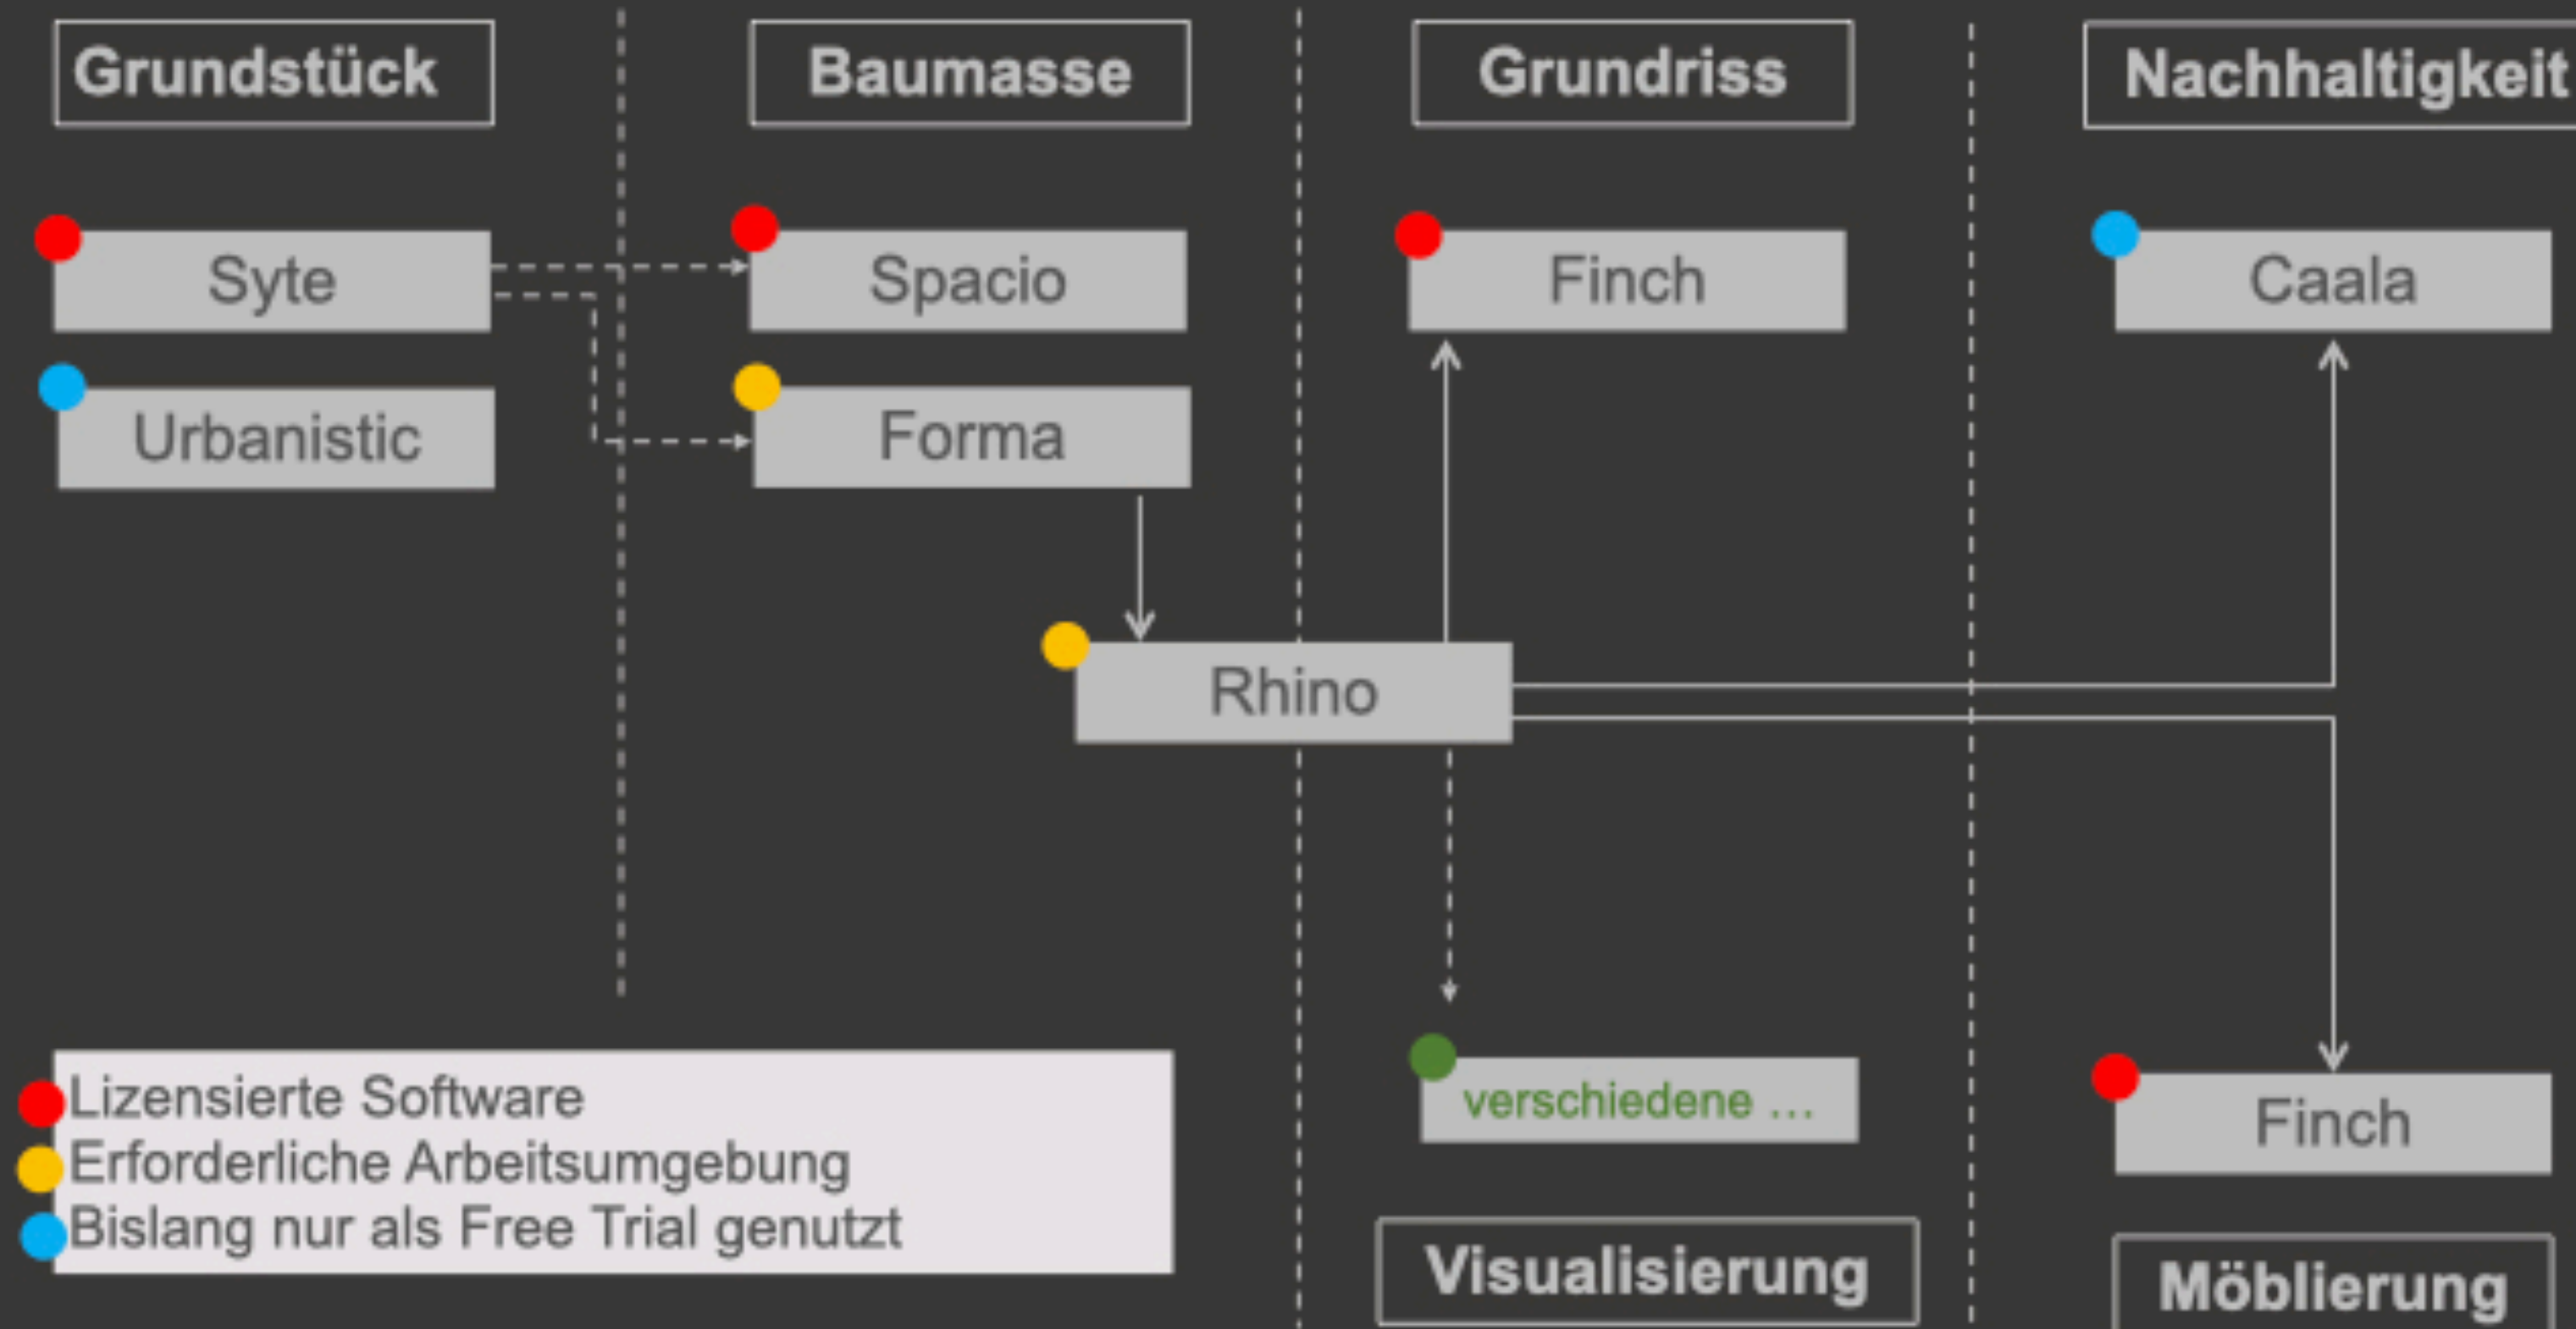 Grundstück
Baumasse
Grundriss
Nachhaltigkeit
Syte
Spacio
Finch
Caala
Urbanistic
Forma
Rhino
Lizensierte Software
Erforderliche Arbeitsumgebung
Bislang nur als Free Trial genutzt
verschiedene ...
Finch
Visualisierung
Möblierung